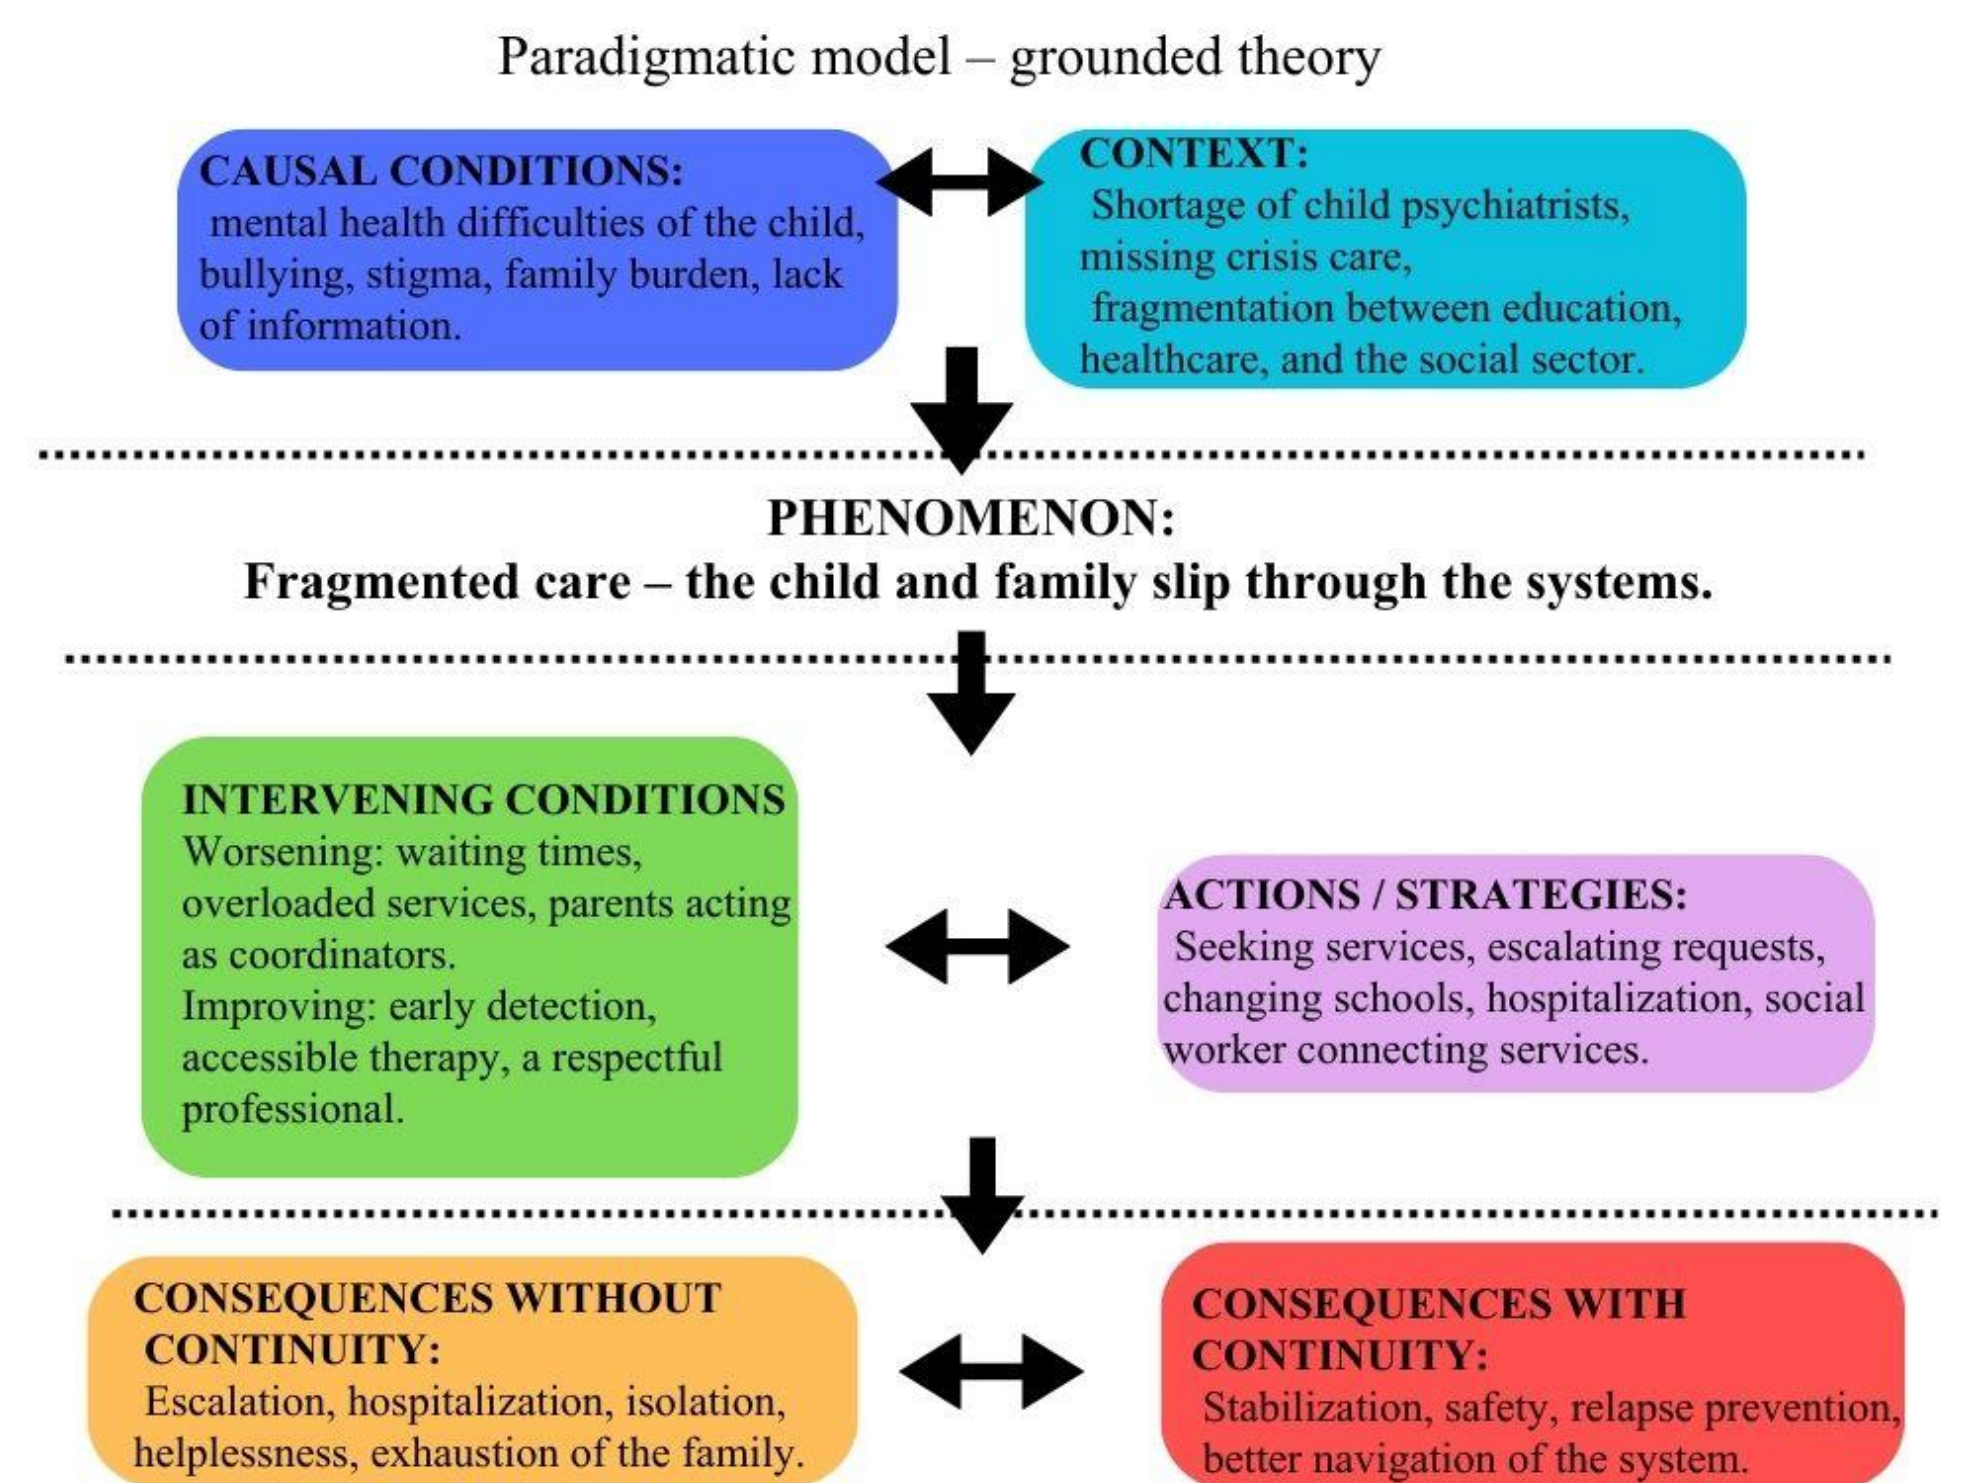 Paradigmatic model – grounded theory
CAUSAL CONDITIONS:
mental health difficulties of the child,
bullying, stigma, family burden, lack
of information.
CONTEXT:
Shortage of child psychiatrists,
missing crisis care,
fragmentation between education,
healthcare, and the social sector.
PHENOMENON:
Fragmented care – the child and family slip through the systems.
INTERVENING CONDITIONS
Worsening: waiting times,
overloaded services, parents acting
as coordinators.
Improving: early detection,
accessible therapy, a respectful
professional.
ACTIONS / STRATEGIES:
Seeking services, escalating requests,
changing schools, hospitalization, social
worker connecting services.
CONSEQUENCES WITHOUT
CONTINUITY:
Escalation, hospitalization, isolation,
helplessness, exhaustion of the family.
CONSEQUENCES WITH
CONTINUITY:
Stabilization, safety, relapse prevention,
better navigation of the system.